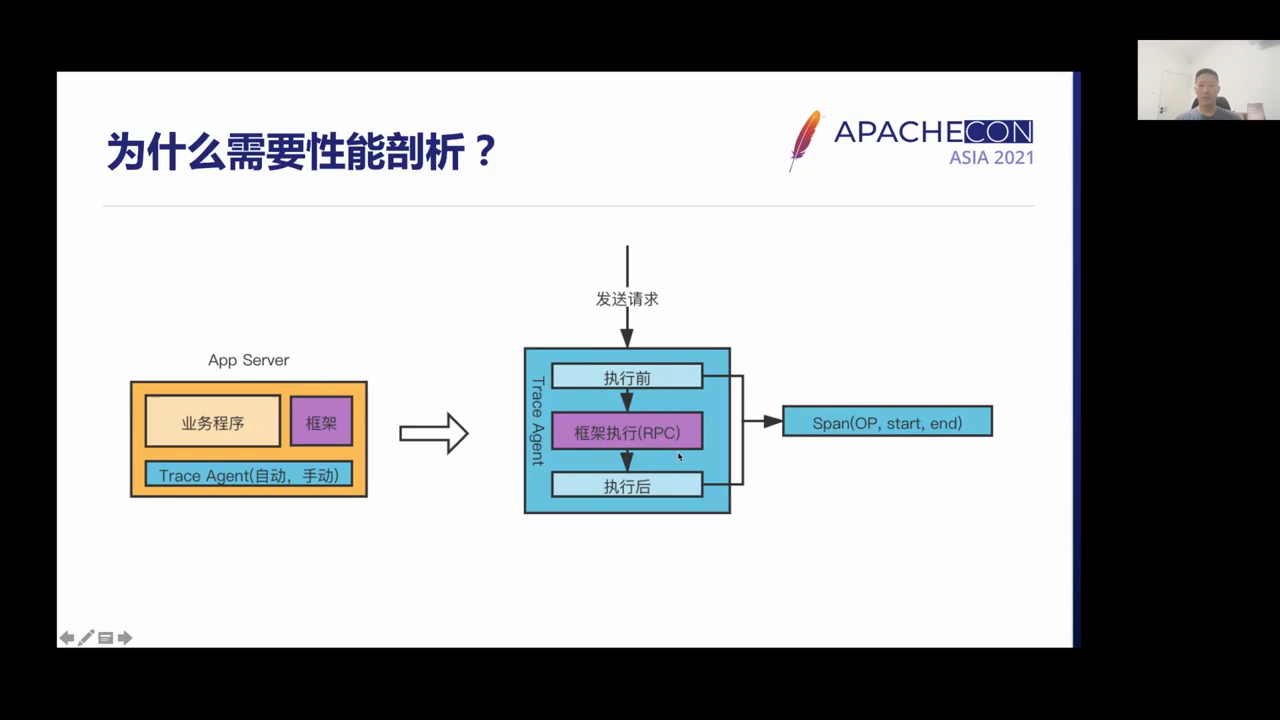 为什么需要性能剖析？
APACHECON
ASIA 2021
发送请求
App Server
业务程序
框架
Trace Agent(自动，手动)
Trace Agent
执行前
框架执行(RPC)
执行后
Span(OP, start, end)